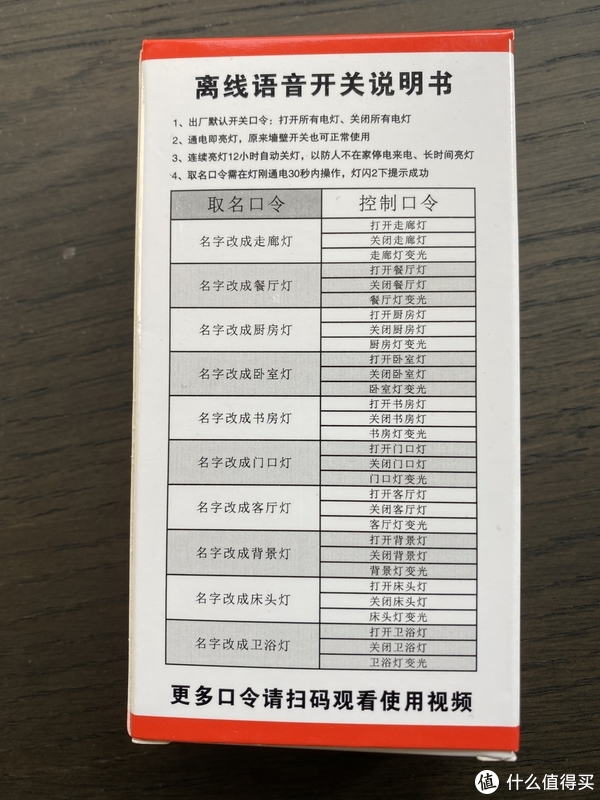 离线语音开关说明书
1、出厂默认开关口令：打开所有电灯、关闭所有电灯
2、通电即亮灯，原来墙壁开关也可正常使用
3、连续亮灯12小时自动关灯，以防人不在家停电来电、长时间亮灯
4、取名口令需在灯刚通电30秒内操作，灯闪2下提示成功
取名口令 控制口令
名字改成走廊灯
打开走廊灯
关闭走廊灯
走廊灯变光
名字改成餐厅灯
打开餐厅灯
关闭餐厅灯
餐厅灯变光
名字改成厨房灯
打开厨房灯
关闭厨房灯
厨房灯变光
名字改成卧室灯
打开卧室灯
关闭卧室灯
卧室灯变光
名字改成书房灯
打开书房灯
关闭书房灯
书房灯变光
名字改成门口灯
打开门口灯
关闭门口灯
门口灯变光
名字改成客厅灯
打开客厅灯
关闭客厅灯
客厅灯变光
名字改成背景灯
打开背景灯
关闭背景灯
背景灯变光
名字改成床头灯
打开床头灯
关闭床头灯
床头灯变光
名字改成卫浴灯
打开卫浴灯
关闭卫浴灯
卫浴灯变光
更多口令请扫码观看使用视频
值 什么值得买